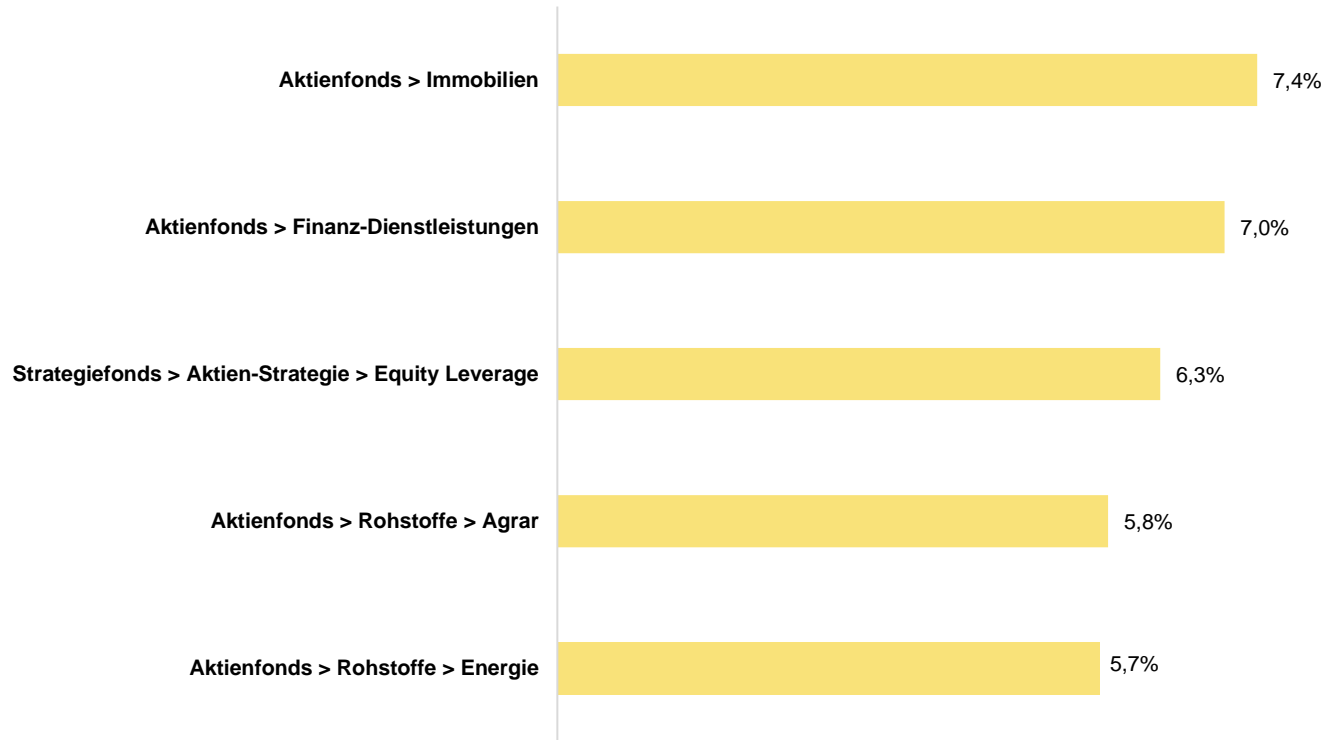 Aktienfonds > Immobilien 7,4%
Aktienfonds > Finanz-Dienstleistungen 7,0%
Strategiefonds > Aktien-Strategie > Equity Leverage 6,3%
Aktienfonds > Rohstoffe > Agrar 5,8%
Aktienfonds > Rohstoffe > Energie 5,7%